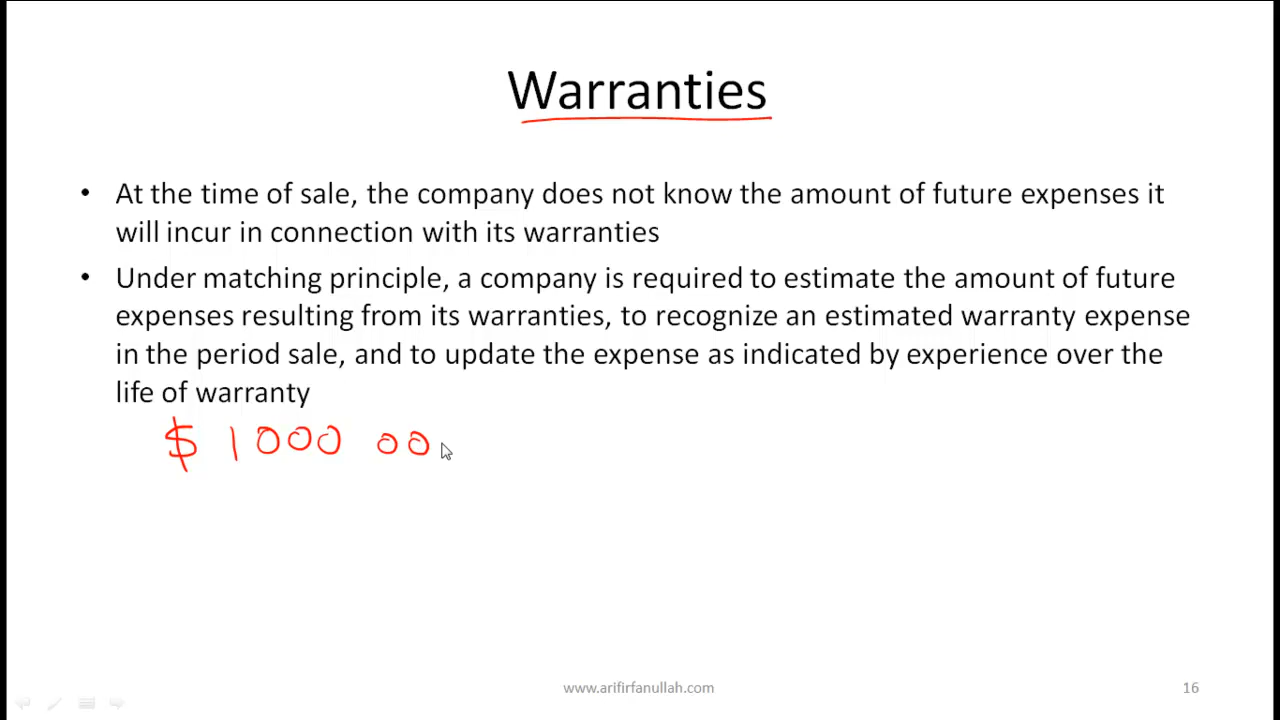 Warranties
• At the time of sale, the company does not know the amount of future expenses it
will incur in connection with its warranties
• Under matching principle, a company is required to estimate the amount of future
expenses resulting from its warranties, to recognize an estimated warranty expense
in the period sale, and to update the expense as indicated by experience over the
life of warranty
$ 1000 00
www.arifirfanullah.com 16